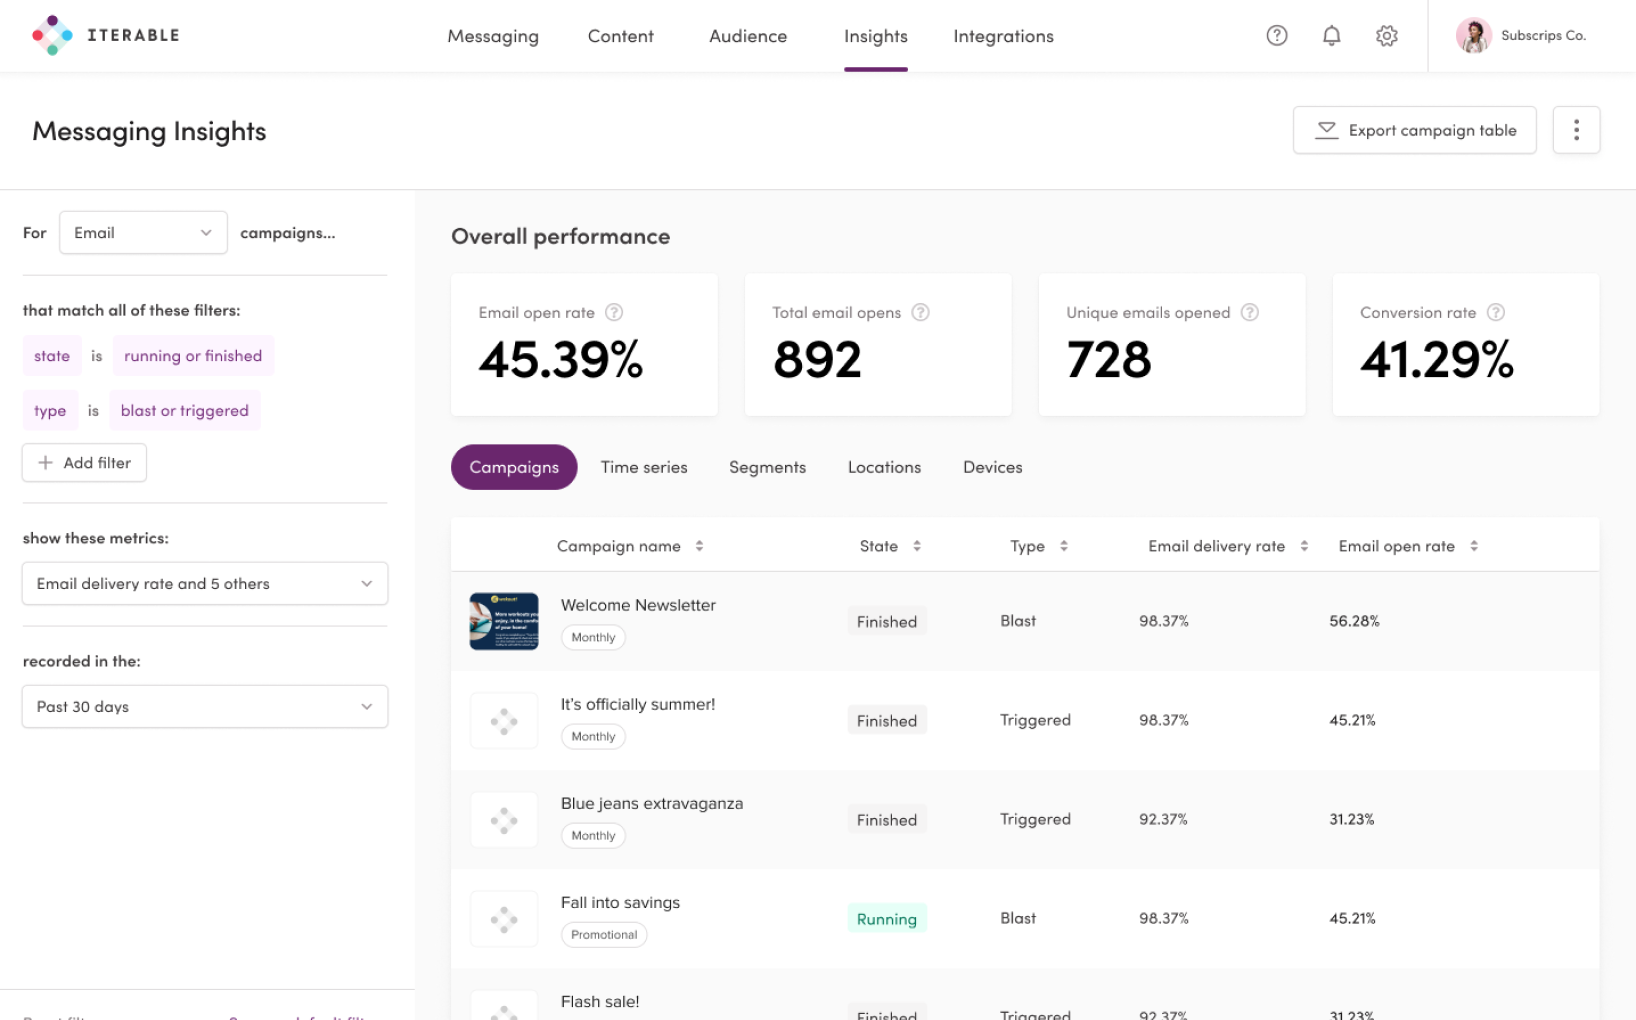 ITERABLE
Messaging Content Audience Insights Integrations
Subscrips Co.
Messaging Insights
Export campaign table
For Email campaigns...
that match all of these filters:
state is running or finished
type is blast or triggered
Add filter
show these metrics:
Email delivery rate and 5 others
recorded in the:
Past 30 days
Overall performance
Email open rate ?
45.39%
Total email opens ?
892
Unique emails opened ?
728
Conversion rate ?
41.29%
Campaigns Time series Segments Locations Devices
Campaign name State Type Email delivery rate Email open rate
Welcome Newsletter
Monthly
Finished Blast 98.37% 56.28%
It's officially summer!
Monthly
Finished Triggered 98.37% 45.21%
Blue jeans extravaganza
Monthly
Finished Triggered 92.37% 31.23%
Fall into savings
Promotional
Running Blast 98.37% 45.21%
Flash sale!
Finished Triggered 92.37% 31.23%